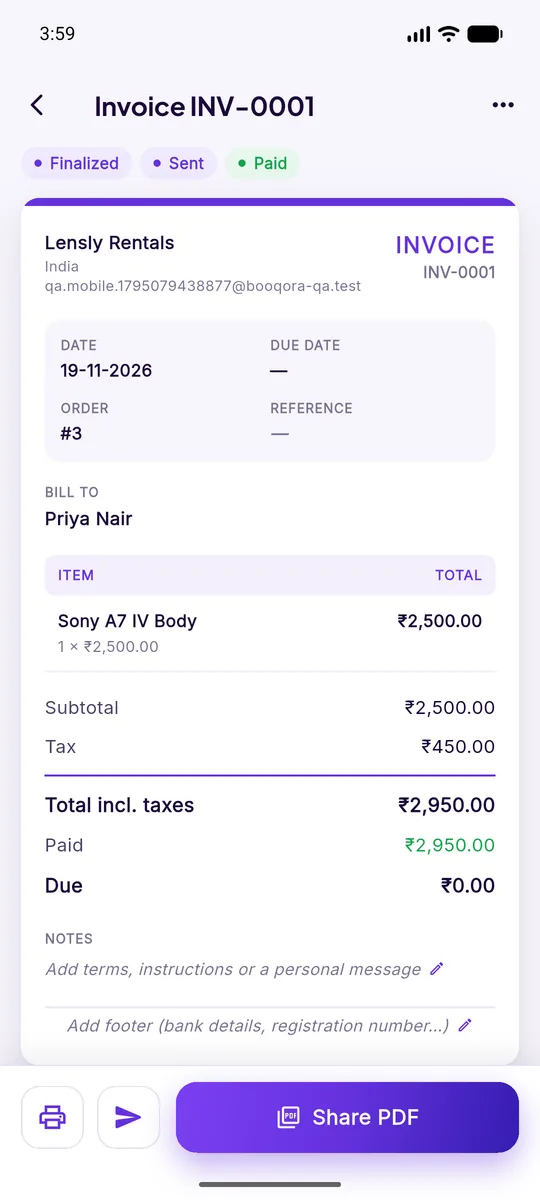 3:59
Invoice INV-0001
Finalized
Sent
Paid
Lensly Rentals
INVOICE
India
INV-0001
qa.mobile.1795079438877@booqora-qa.test
DATE
DUE DATE
19-11-2026
—
ORDER
REFERENCE
#3
—
BILL TO
Priya Nair
ITEM
TOTAL
Sony A7 IV Body
₹2,500.00
1 × ₹2,500.00
Subtotal
₹2,500.00
Tax
₹450.00
Total incl. taxes
₹2,950.00
Paid
₹2,950.00
Due
₹0.00
NOTES
Add terms, instructions or a personal message
Add footer (bank details, registration number...)
PDF
Share PDF